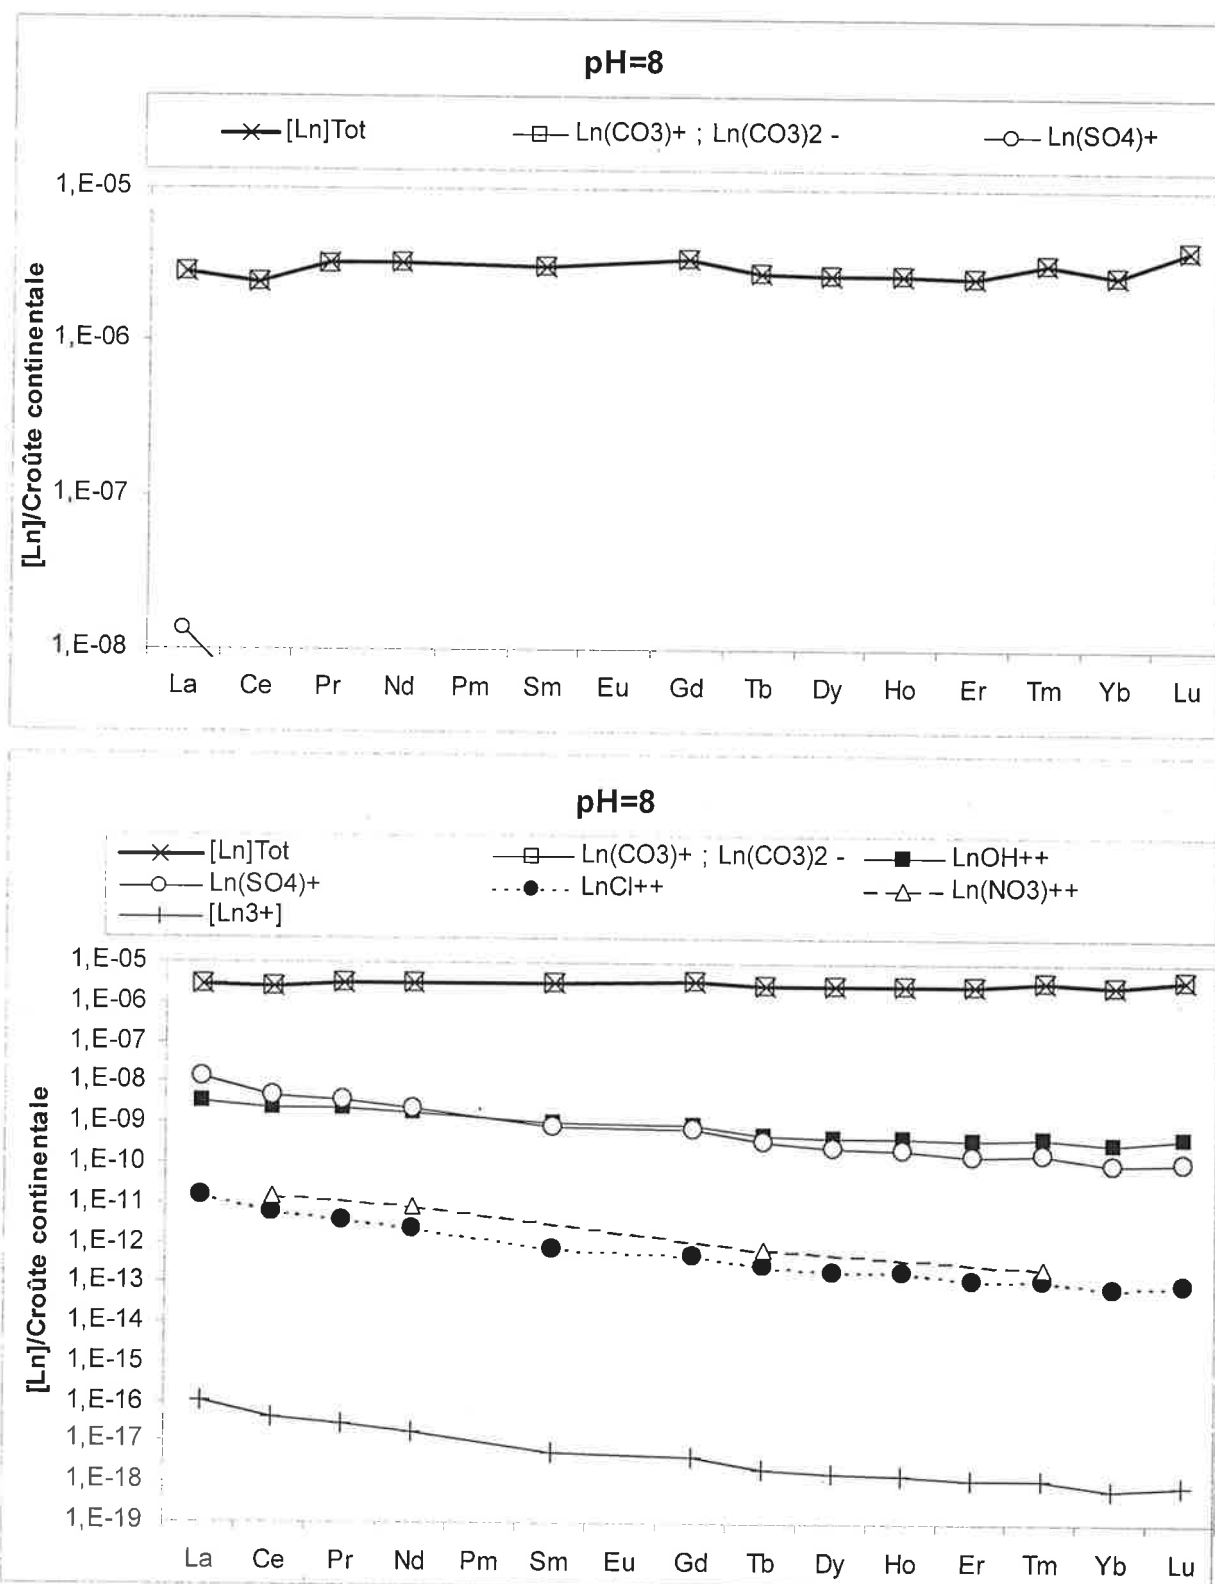 pH=8
[Ln]Tot Ln(CO3)+ ; Ln(CO3)2 - Ln(SO4)+
1,E-05
1,E-06
1,E-07
1,E-08
[Ln]/Croûte continentale
La Ce Pr Nd Pm Sm Eu Gd Tb Dy Ho Er Tm Yb Lu
pH=8
[Ln]Tot Ln(CO3)+ ; Ln(CO3)2 - LnOH++
Ln(SO4)+ LnCl++ Ln(NO3)++
[Ln3+]
1,E-05
1,E-06
1,E-07
1,E-08
1,E-09
1,E-10
1,E-11
1,E-12
1,E-13
1,E-14
1,E-15
1,E-16
1,E-17
1,E-18
1,E-19
[Ln]/Croûte continentale
La Ce Pr Nd Pm Sm Eu Gd Tb Dy Ho Er Tm Yb Lu